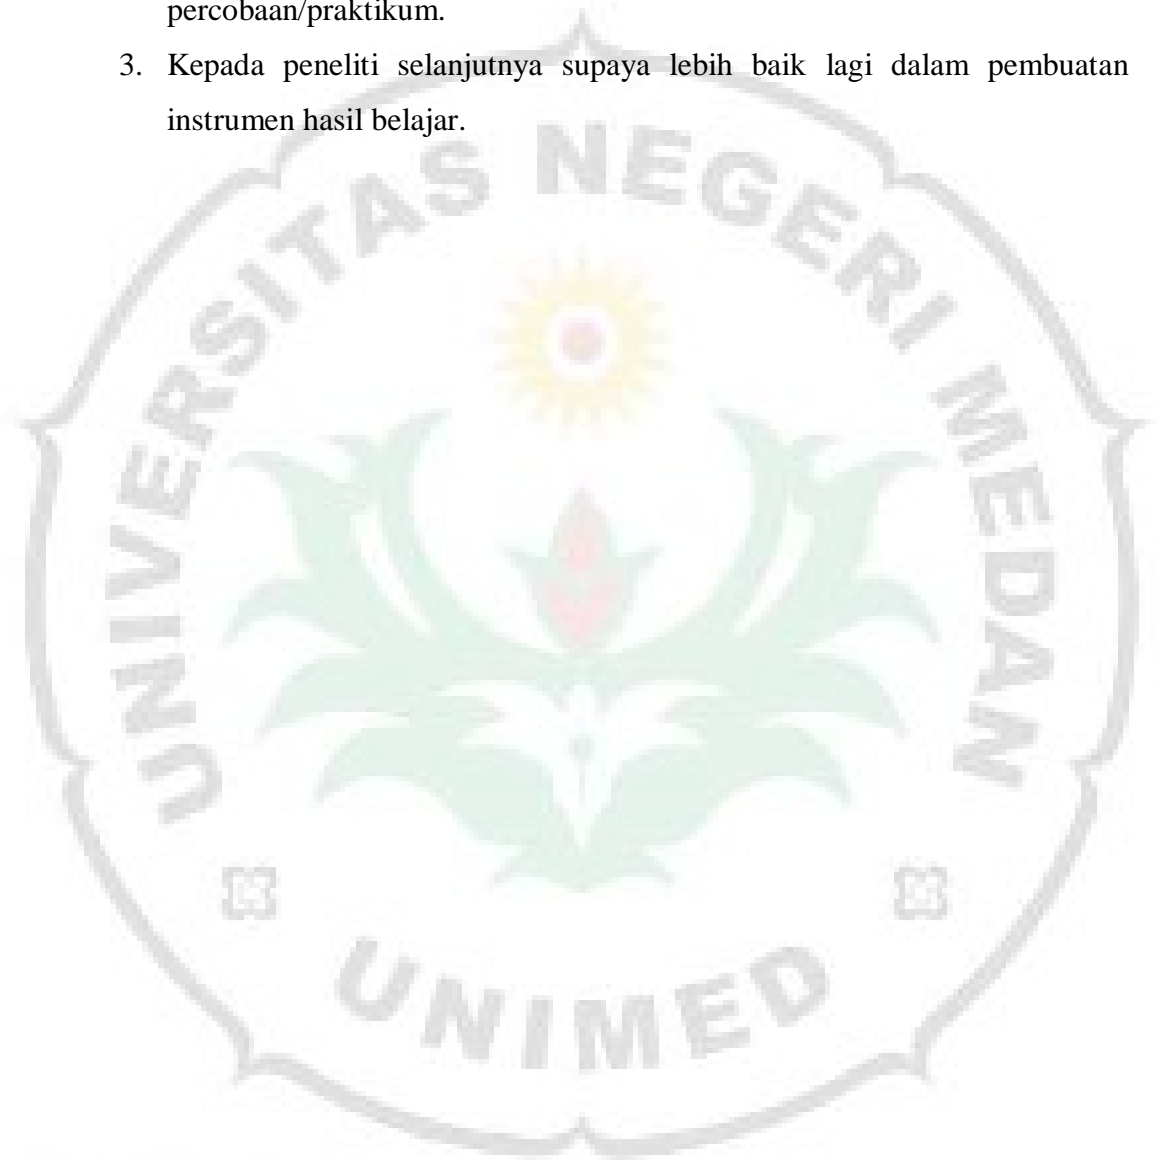 percobaan/praktikum.
3. Kepada peneliti selanjutnya supaya lebih baik lagi dalam pembuatan
instrumen hasil belajar.
UNIVERSITAS NEGERI MEDAN
UNIMED